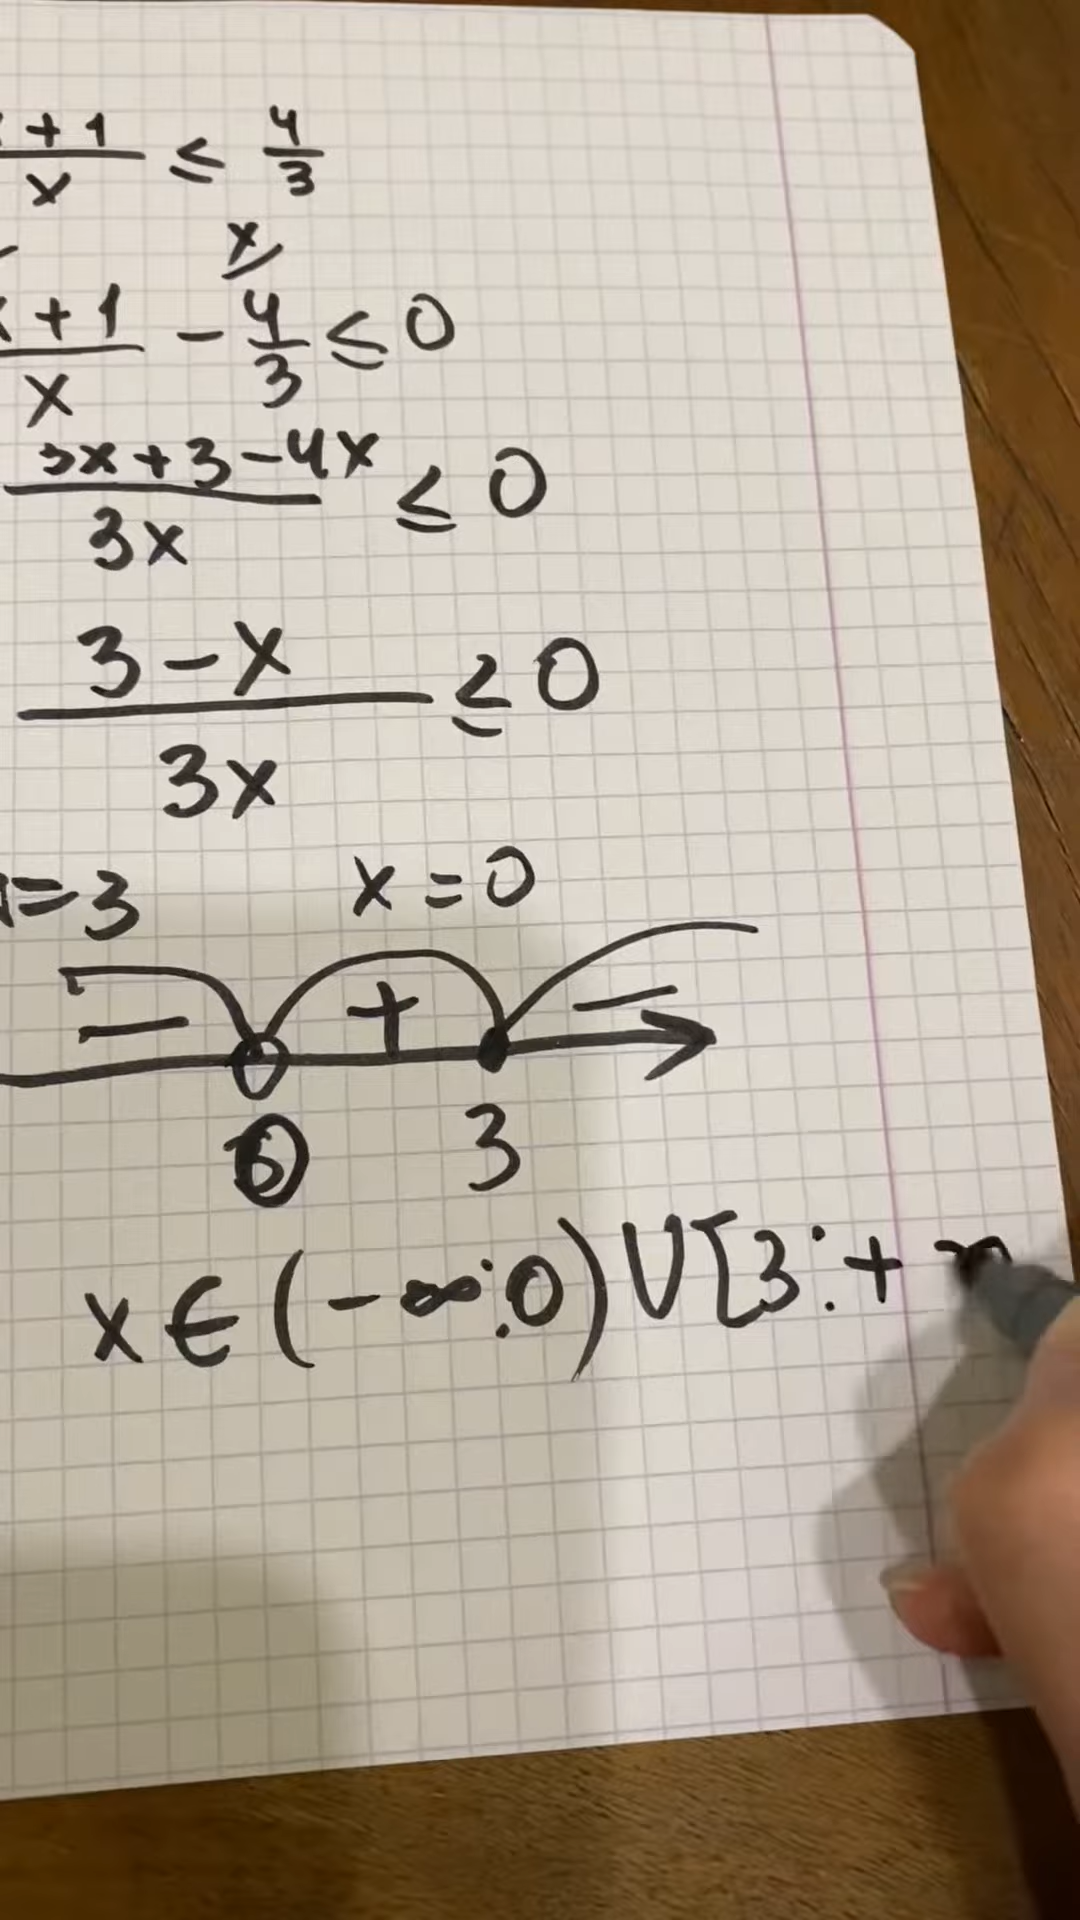 + 1 / x ≤ 4/3
x/
x + 1 / x - 4/3 ≤ 0
3x + 3 - 4x / 3x ≤ 0
3 - x / 3x ≤ 0
= 3 x = 0
- + -
0 3
x ∈ (-∞; 0) ∪ [3; +